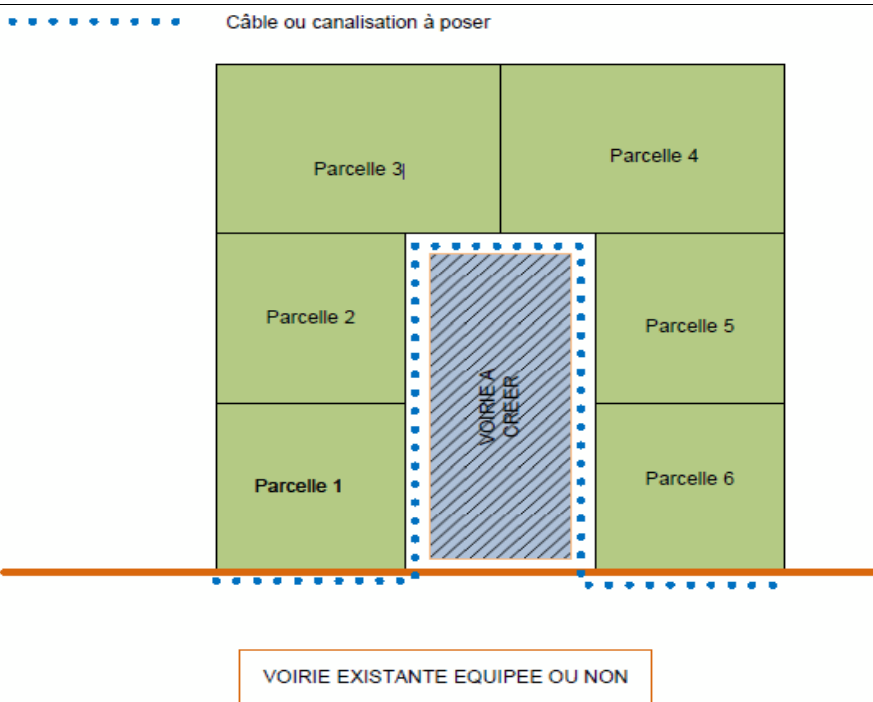 Câble ou canalisation à poser
Parcelle 3
Parcelle 4
Parcelle 2
Parcelle 5
VOIRIE A
CREER
Parcelle 1
Parcelle 6
VOIRIE EXISTANTE EQUIPEE OU NON